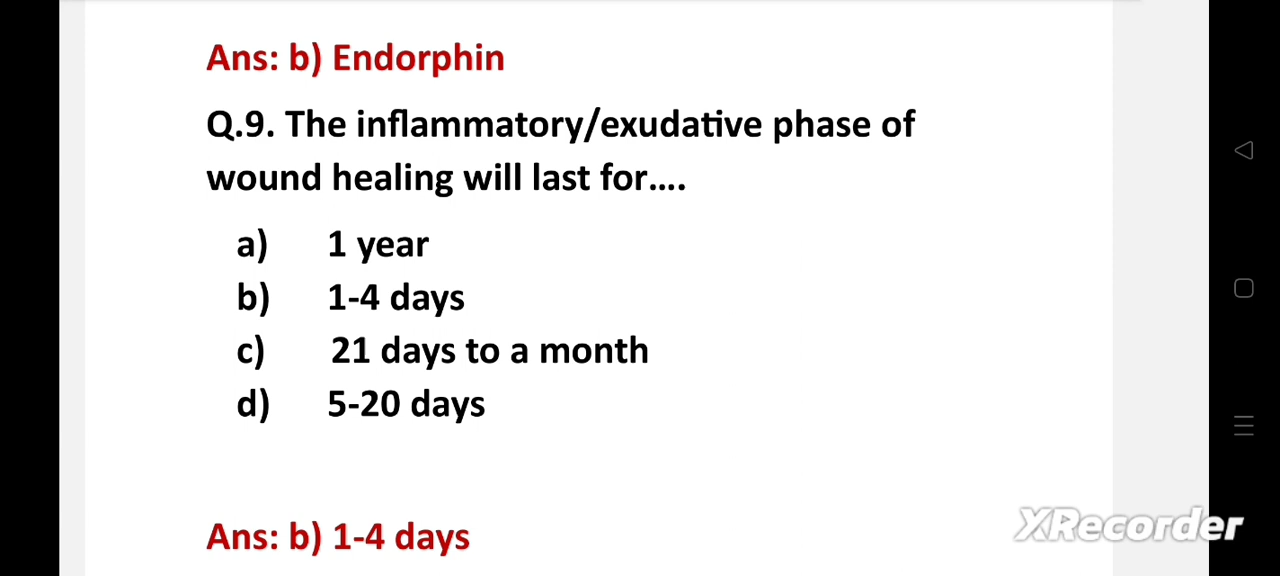 Ans: b) Endorphin
Q.9. The inflammatory/exudative phase of
wound healing will last for....
a) 1 year
b) 1-4 days
c) 21 days to a month
d) 5-20 days
Ans: b) 1-4 days
XRecorder